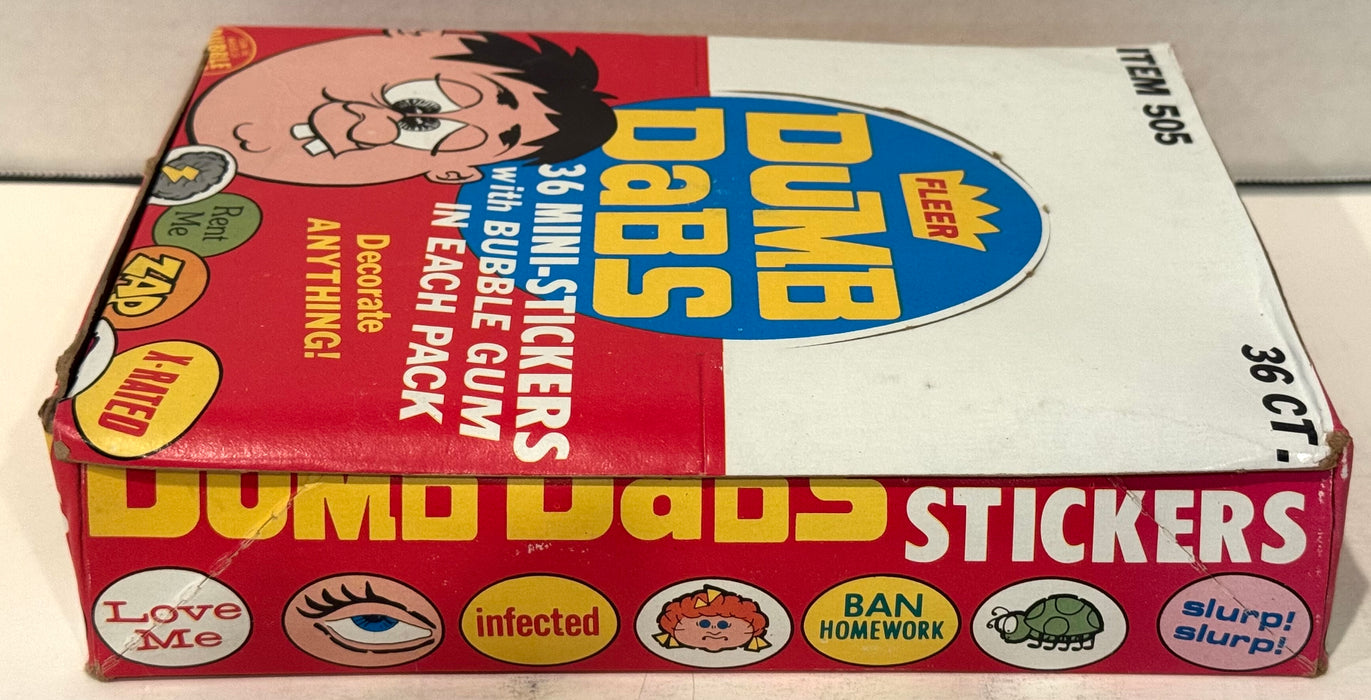 ITEM 505
36 CT -
FLEER
DUMB
DaBS
36 MINI-STICKERS
with BUBBLE GUM
IN EACH PACK
Decorate
ANYTHING!
Rent
Me
ZAP
X-RATED
DUMB DaBS STICKERS
Love
Me
infected
BAN
HOMEWORK
slurp!
slurp!